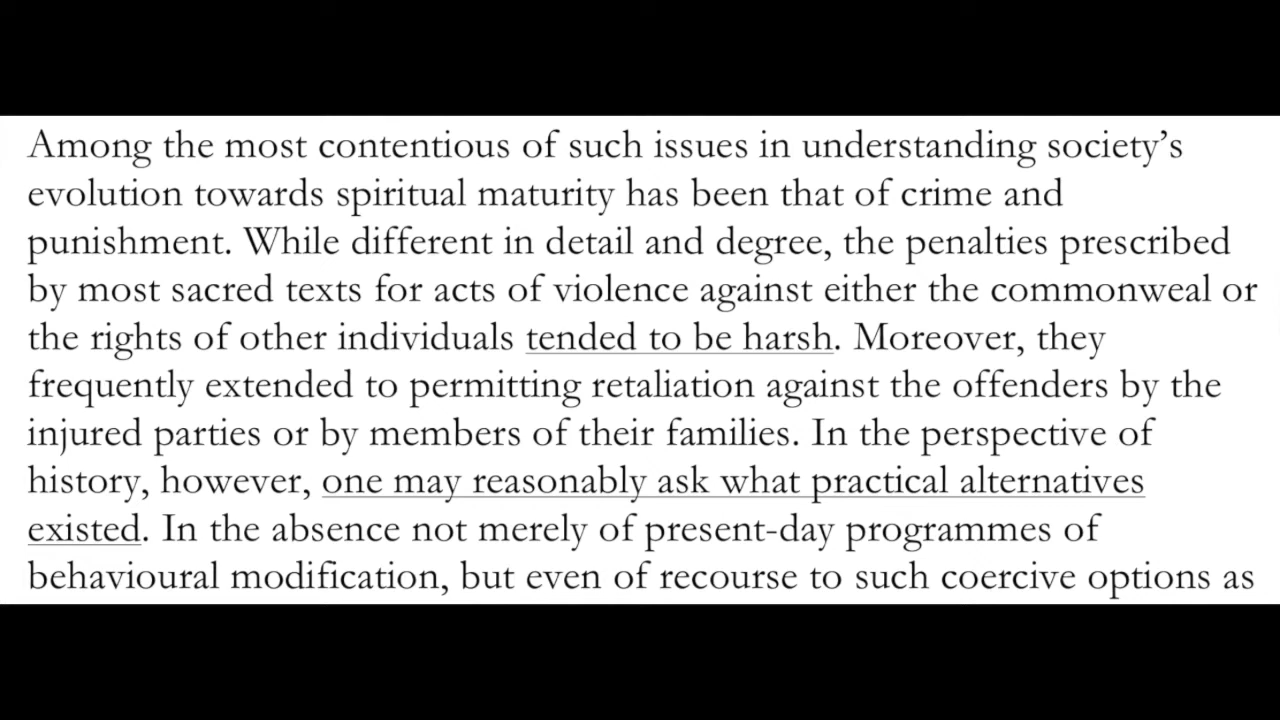 Among the most contentious of such issues in understanding society’s
evolution towards spiritual maturity has been that of crime and
punishment. While different in detail and degree, the penalties prescribed
by most sacred texts for acts of violence against either the commonweal or
the rights of other individuals tended to be harsh. Moreover, they
frequently extended to permitting retaliation against the offenders by the
injured parties or by members of their families. In the perspective of
history, however, one may reasonably ask what practical alternatives
existed. In the absence not merely of present-day programmes of
behavioural modification, but even of recourse to such coercive options as